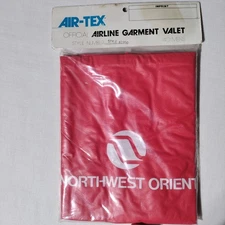 AIR-TEX
OFFICIAL AIRLINE GARMENT VALET
NORTHWEST ORIENT